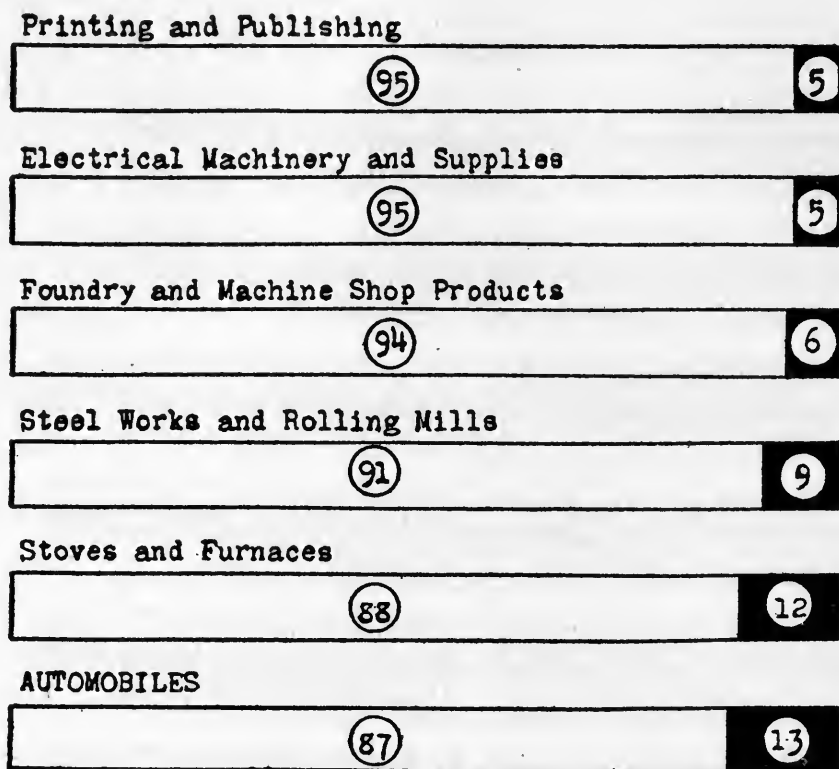 Printing and Publishing
95 5
Electrical Machinery and Supplies
95 5
Foundry and Machine Shop Products
94 6
Steel Works and Rolling Mills
91 9
Stoves and Furnaces
88 12
AUTOMOBILES
87 13